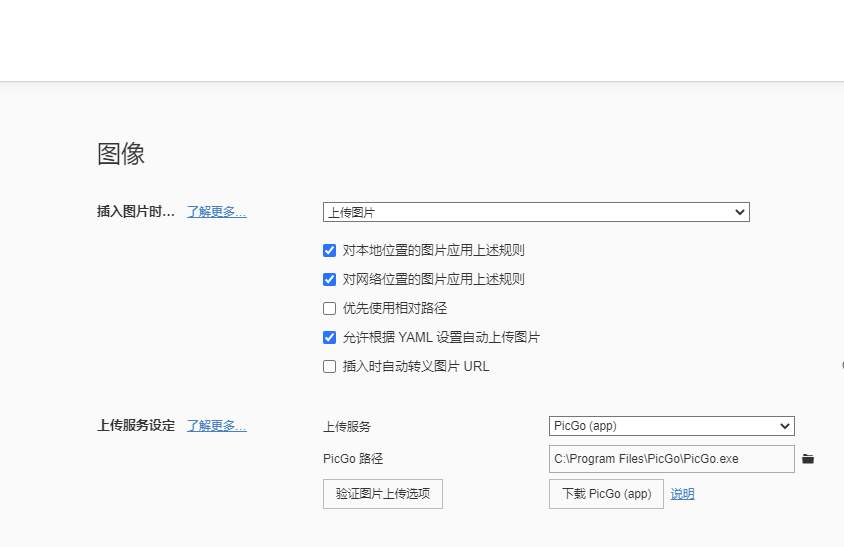 图像
插入图片时... 了解更多... 上传图片
对本地位置的图片应用上述规则
对网络位置的图片应用上述规则
优先使用相对路径
允许根据 YAML 设置自动上传图片
插入时自动转义图片 URL
上传服务设定 了解更多... 上传服务 PicGo (app)
PicGo 路径 C:\Program Files\PicGo\PicGo.exe
验证图片上传选项 下载 PicGo (app) 说明